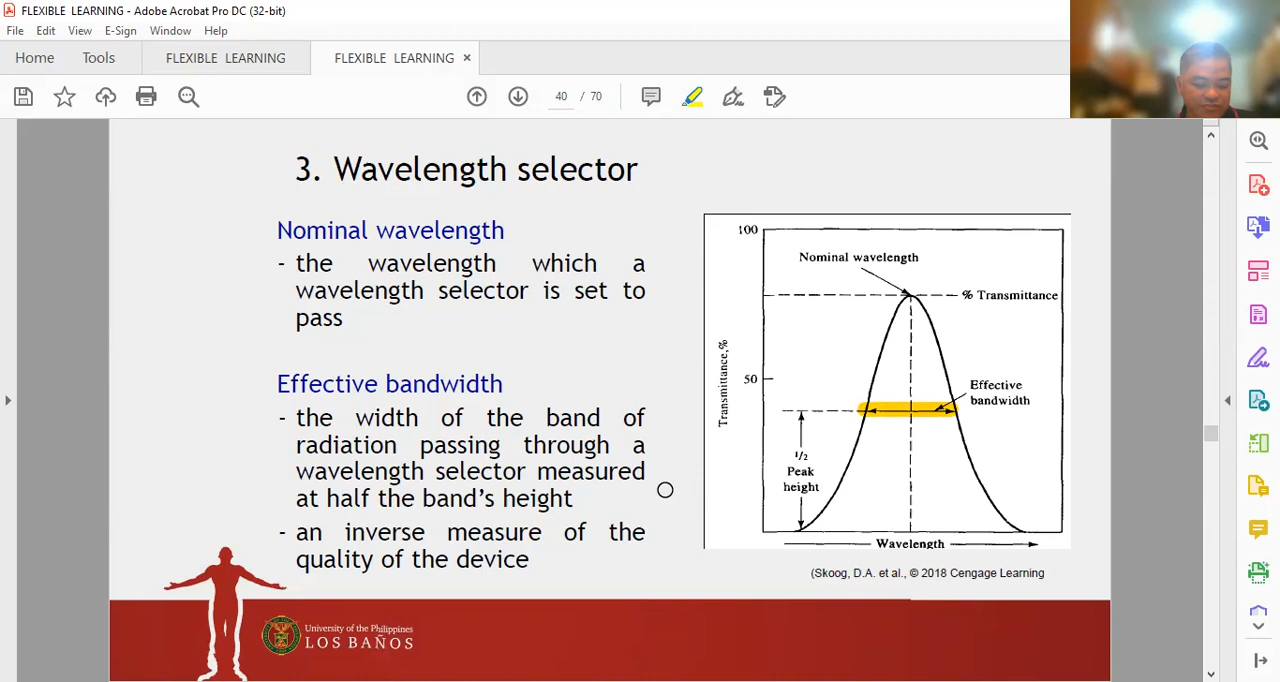 FLEXIBLE LEARNING - Adobe Acrobat Pro DC (32-bit)
File Edit View E-Sign Window Help
Home Tools FLEXIBLE LEARNING FLEXIBLE LEARNING ×
40 / 70
3. Wavelength selector
Nominal wavelength
- the wavelength which a
wavelength selector is set to
pass
Effective bandwidth
- the width of the band of
radiation passing through a
wavelength selector measured
at half the band's height
- an inverse measure of the
quality of the device
100
Nominal wavelength
% Transmittance
Transmittance,%
50
Effective
bandwidth
1/2
Peak
height
Wavelength
(Skoog, D.A. et al., © 2018 Cengage Learning
University of the Philippines
LOS BAÑOS